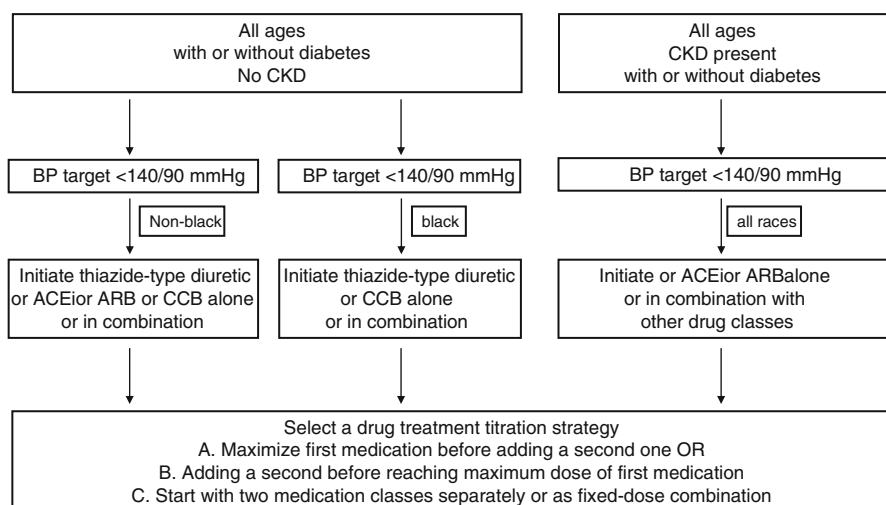 All ages
with or without diabetes
No CKD
All ages
CKD present
with or without diabetes
BP target <140/90 mmHg
BP target <140/90 mmHg
BP target <140/90 mmHg
Non-black
black
all races
Initiate thiazide-type diuretic
or ACEior ARB or CCB alone
or in combination
Initiate thiazide-type diuretic
or CCB alone
or in combination
Initiate or ACEior ARBalone
or in combination with
other drug classes
Select a drug treatment titration strategy
A. Maximize first medication before adding a second one OR
B. Adding a second before reaching maximum dose of first medication
C. Start with two medication classes separately or as fixed-dose combination